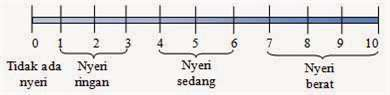 0 1 2 3 4 5 6 7 8 9 10
Tidak ada Nyeri Nyeri Nyeri
nyeri ringan sedang berat